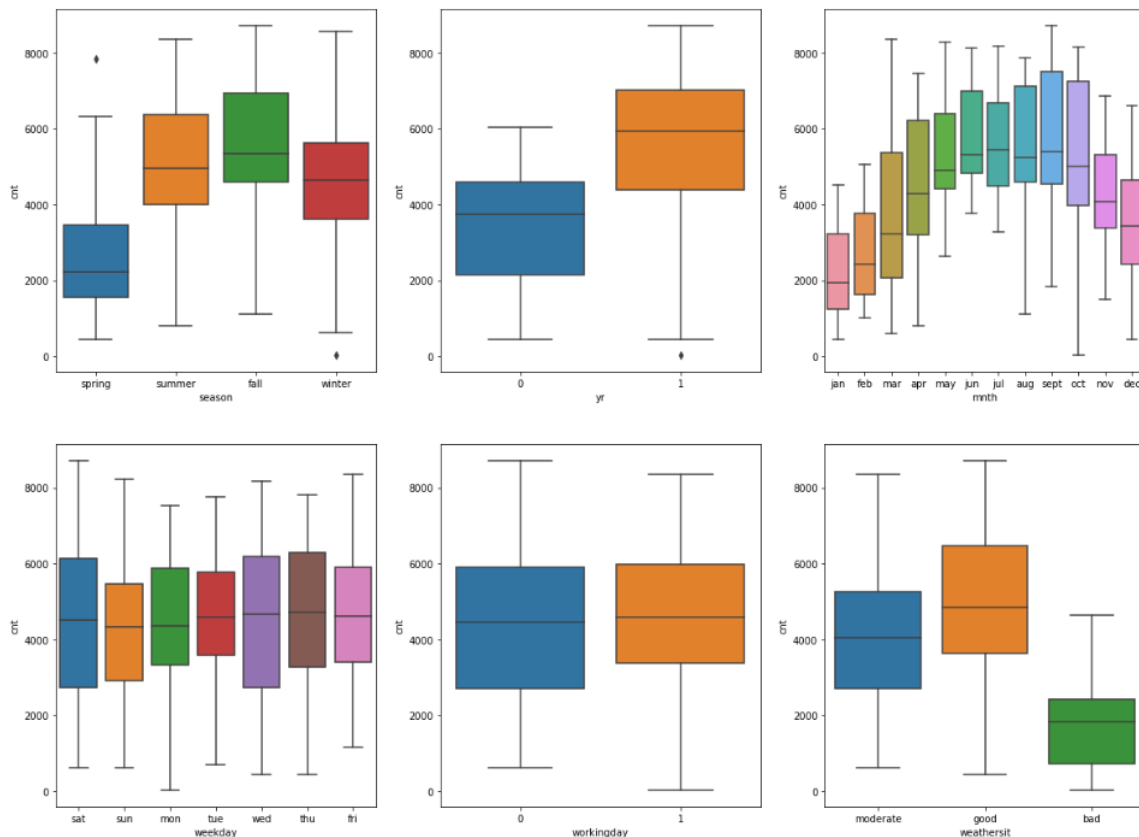 8000
6000
4000
2000
0
cnt
spring summer fall winter
season
8000
6000
4000
2000
0
cnt
0 1
yr
8000
6000
4000
2000
0
cnt
jan feb mar apr may jun jul aug sept oct nov dec
mnth
8000
6000
4000
2000
0
cnt
sat sun mon tue wed thu fri
weekday
8000
6000
4000
2000
0
cnt
0 1
workingday
8000
6000
4000
2000
0
cnt
moderate good bad
weathersit